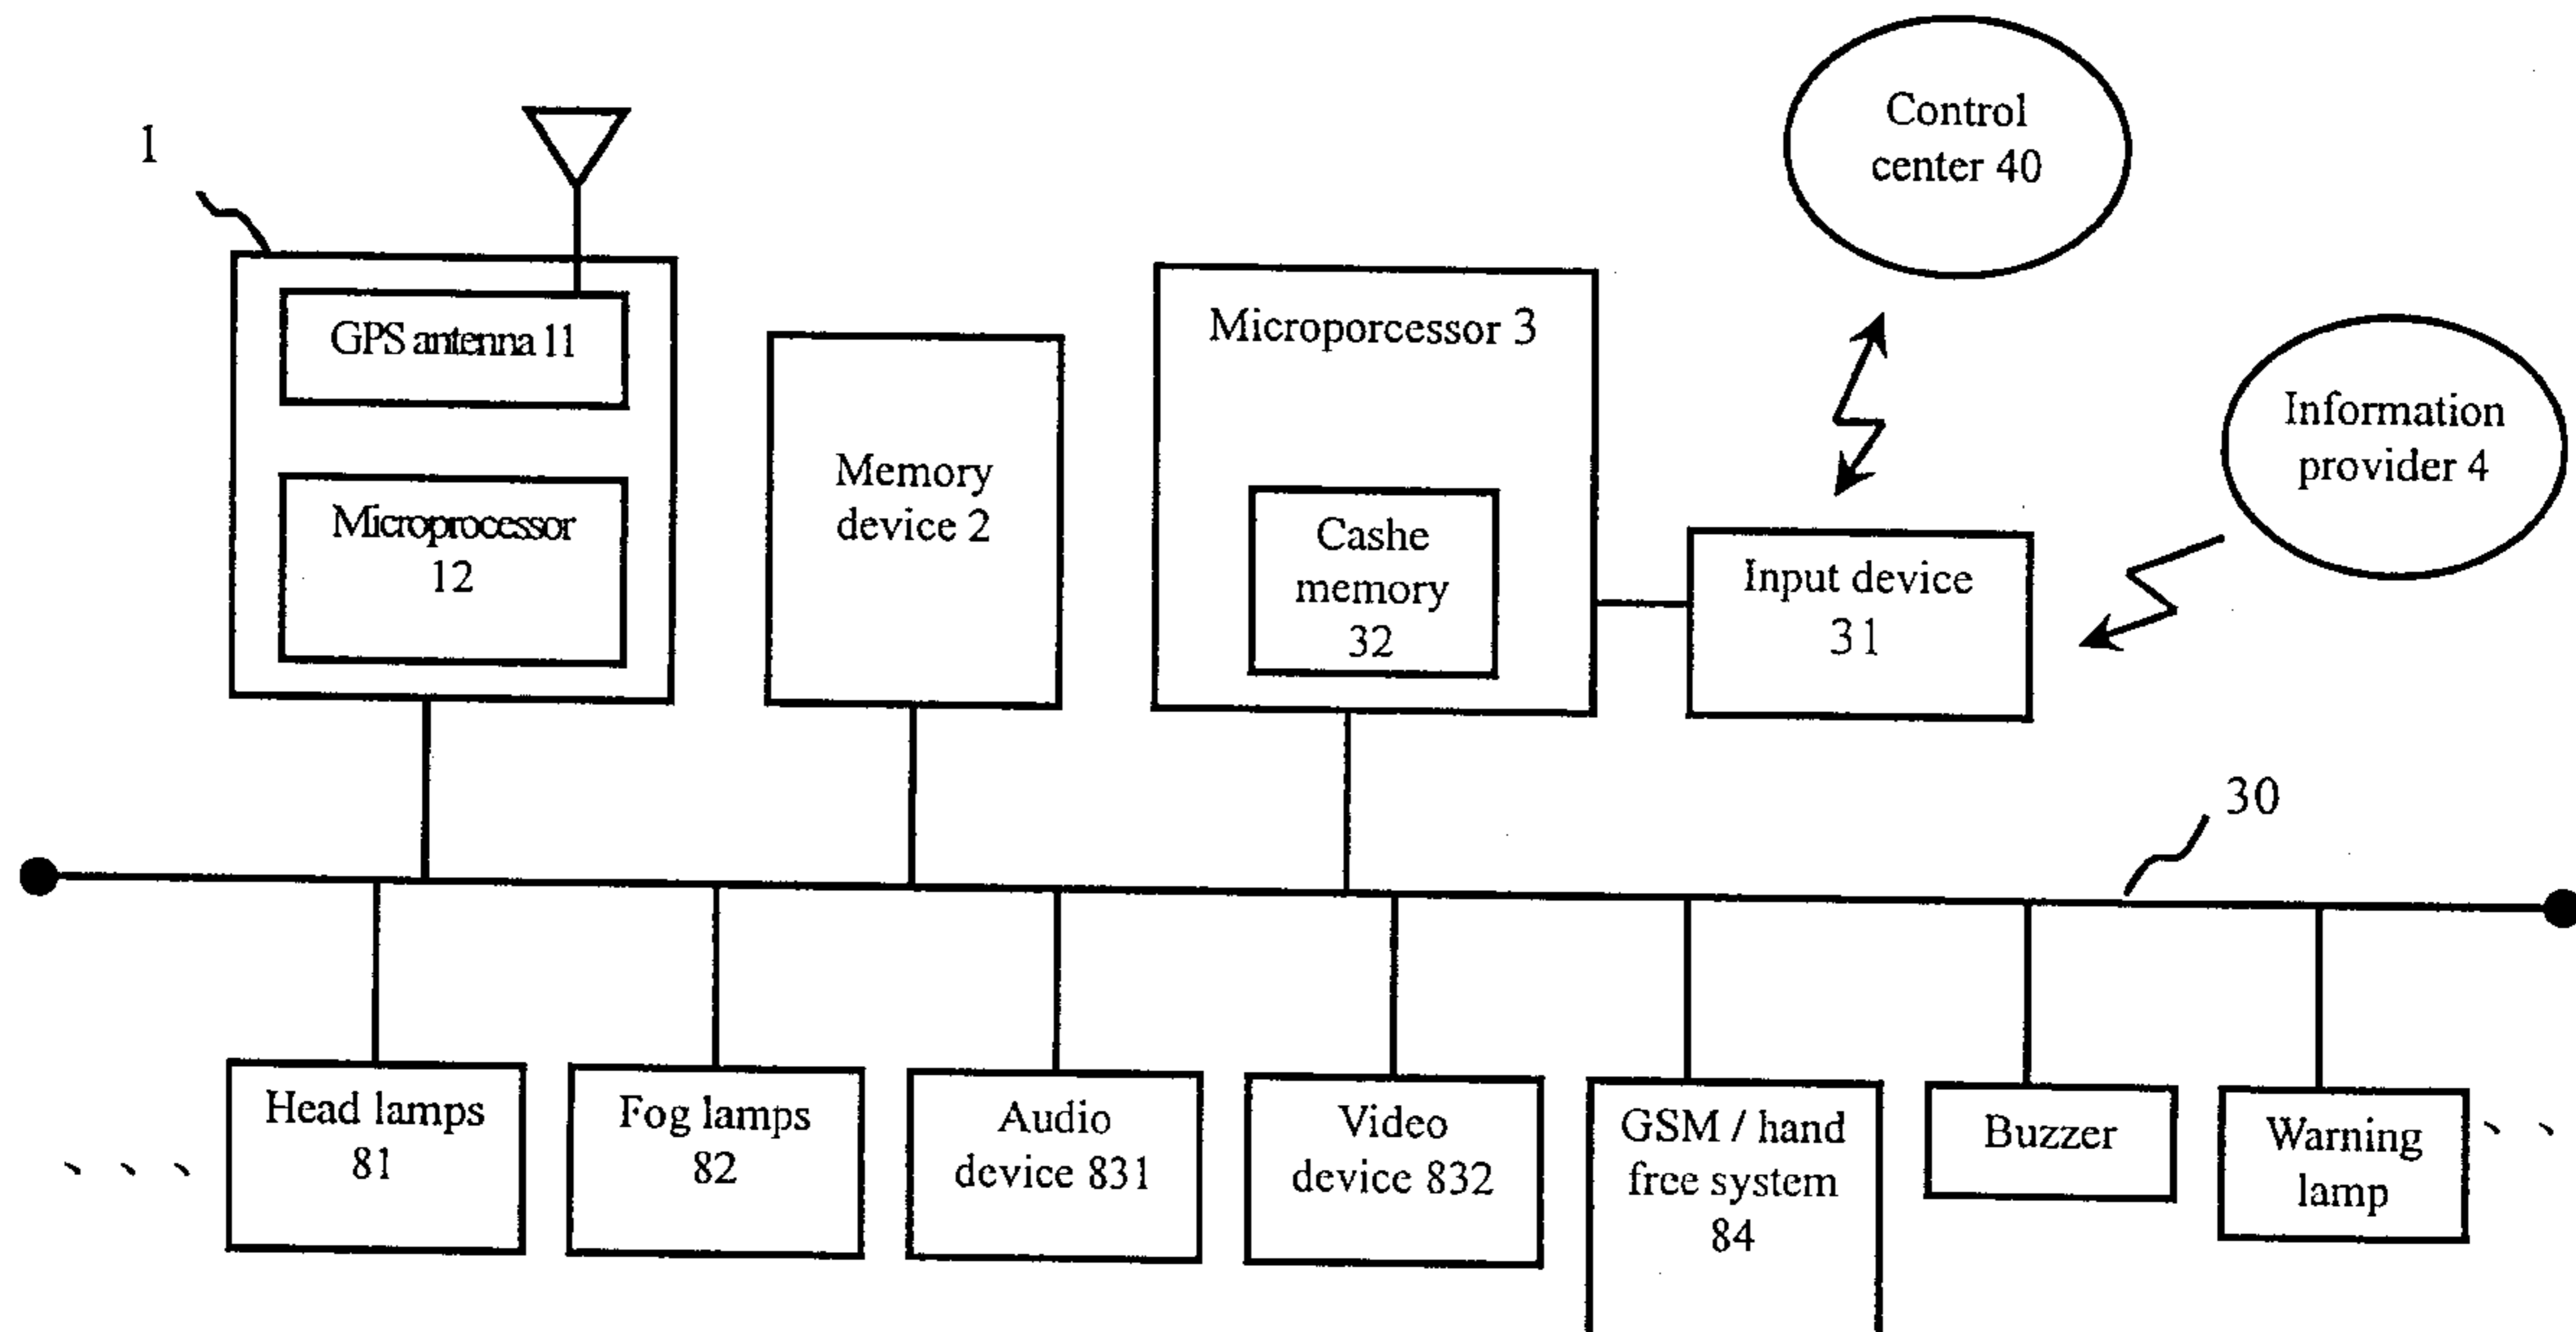 1
GPS antenna 11
Microprocessor
12
Memory
device 2
Microporcessor 3
Cashe
memory
32
Input device
31
Control
center 40
Information
provider 4
30
Head lamps
81
Fog lamps
82
Audio
device 831
Video
device 832
GSM / hand
free system
84
Buzzer
Warning
lamp